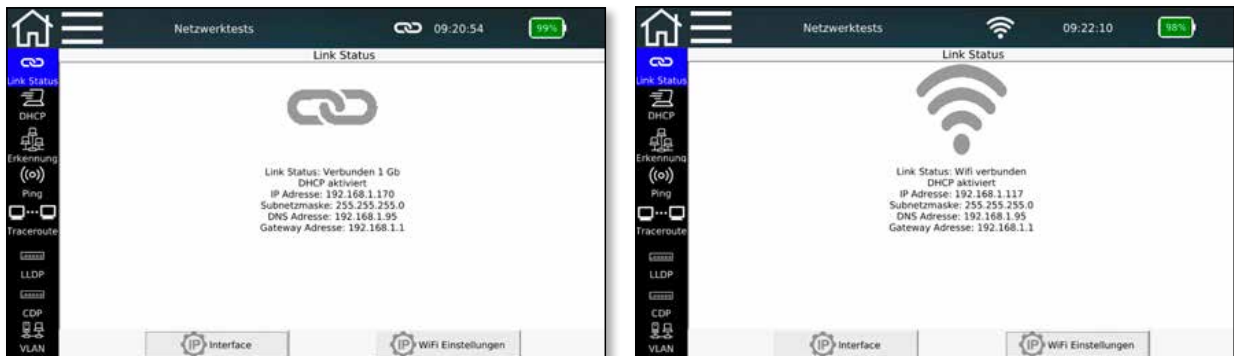 Netzwerktests 09:20:54 99%
Link Status
Link Status
DHCP
Erkennung
Ping
Traceroute
LLDP
CDP
VLAN
Link Status: Verbunden 1 Gb
DHCP aktiviert
IP Adresse: 192.168.1.170
Subnetzmaske: 255.255.255.0
DNS Adresse: 192.168.1.95
Gateway Adresse: 192.168.1.1
IP Interface
IP WiFi Einstellungen
Netzwerktests 09:22:10 98%
Link Status
Link Status
DHCP
Erkennung
Ping
Traceroute
LLDP
CDP
VLAN
Link Status: Wifi verbunden
DHCP aktiviert
IP Adresse: 192.168.1.117
Subnetzmaske: 255.255.255.0
DNS Adresse: 192.168.1.95
Gateway Adresse: 192.168.1.1
IP Interface
IP WiFi Einstellungen